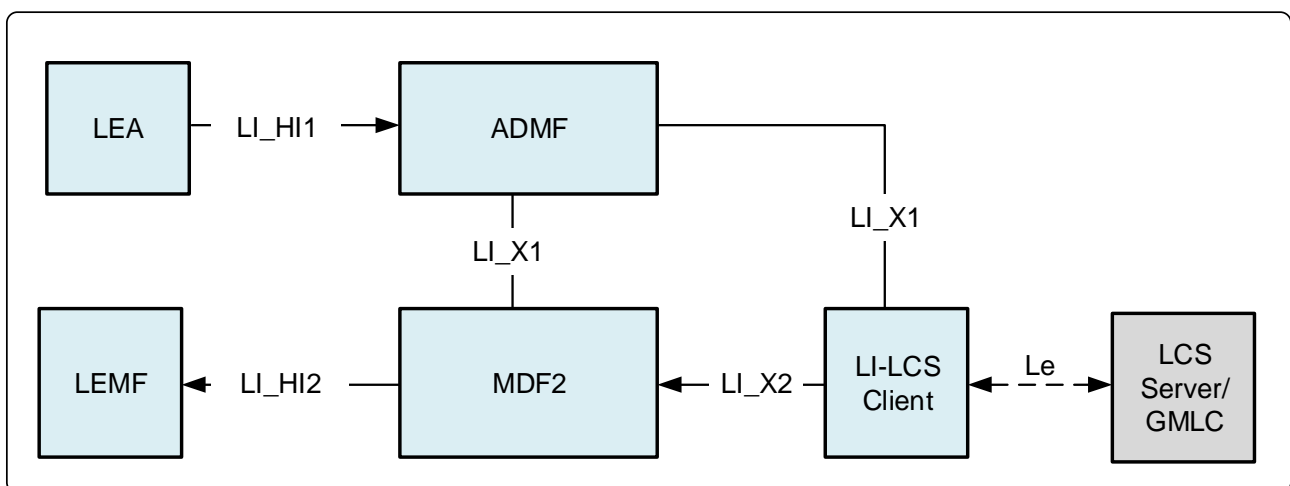 LEA
LI_HI1
ADMF
LI_X1
LI_X1
LEMF
LI_HI2
MDF2
LI_X2
LI-LCS
Client
Le
LCS
Server/
GMLC